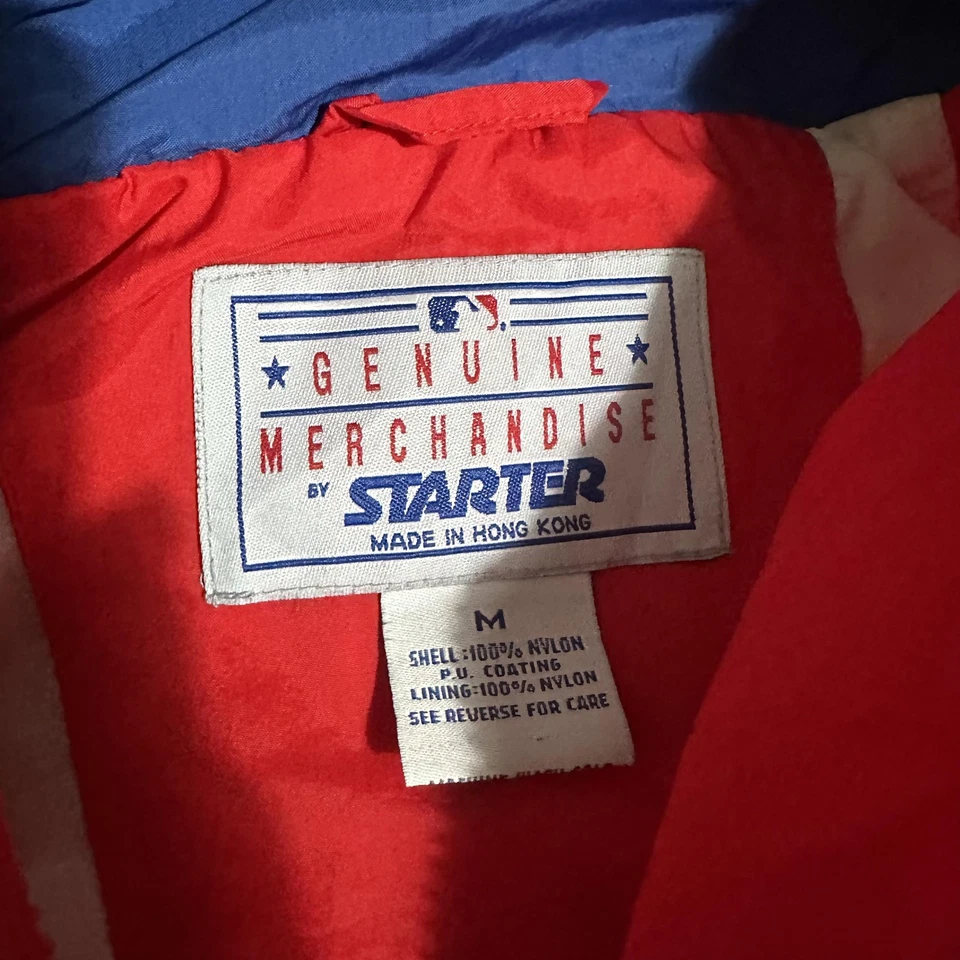 GENUINE
MERCHANDISE
BY STARTER
MADE IN HONG KONG
M
SHELL:100% NYLON
P.U. COATING
LINING:100% NYLON
SEE REVERSE FOR CARE